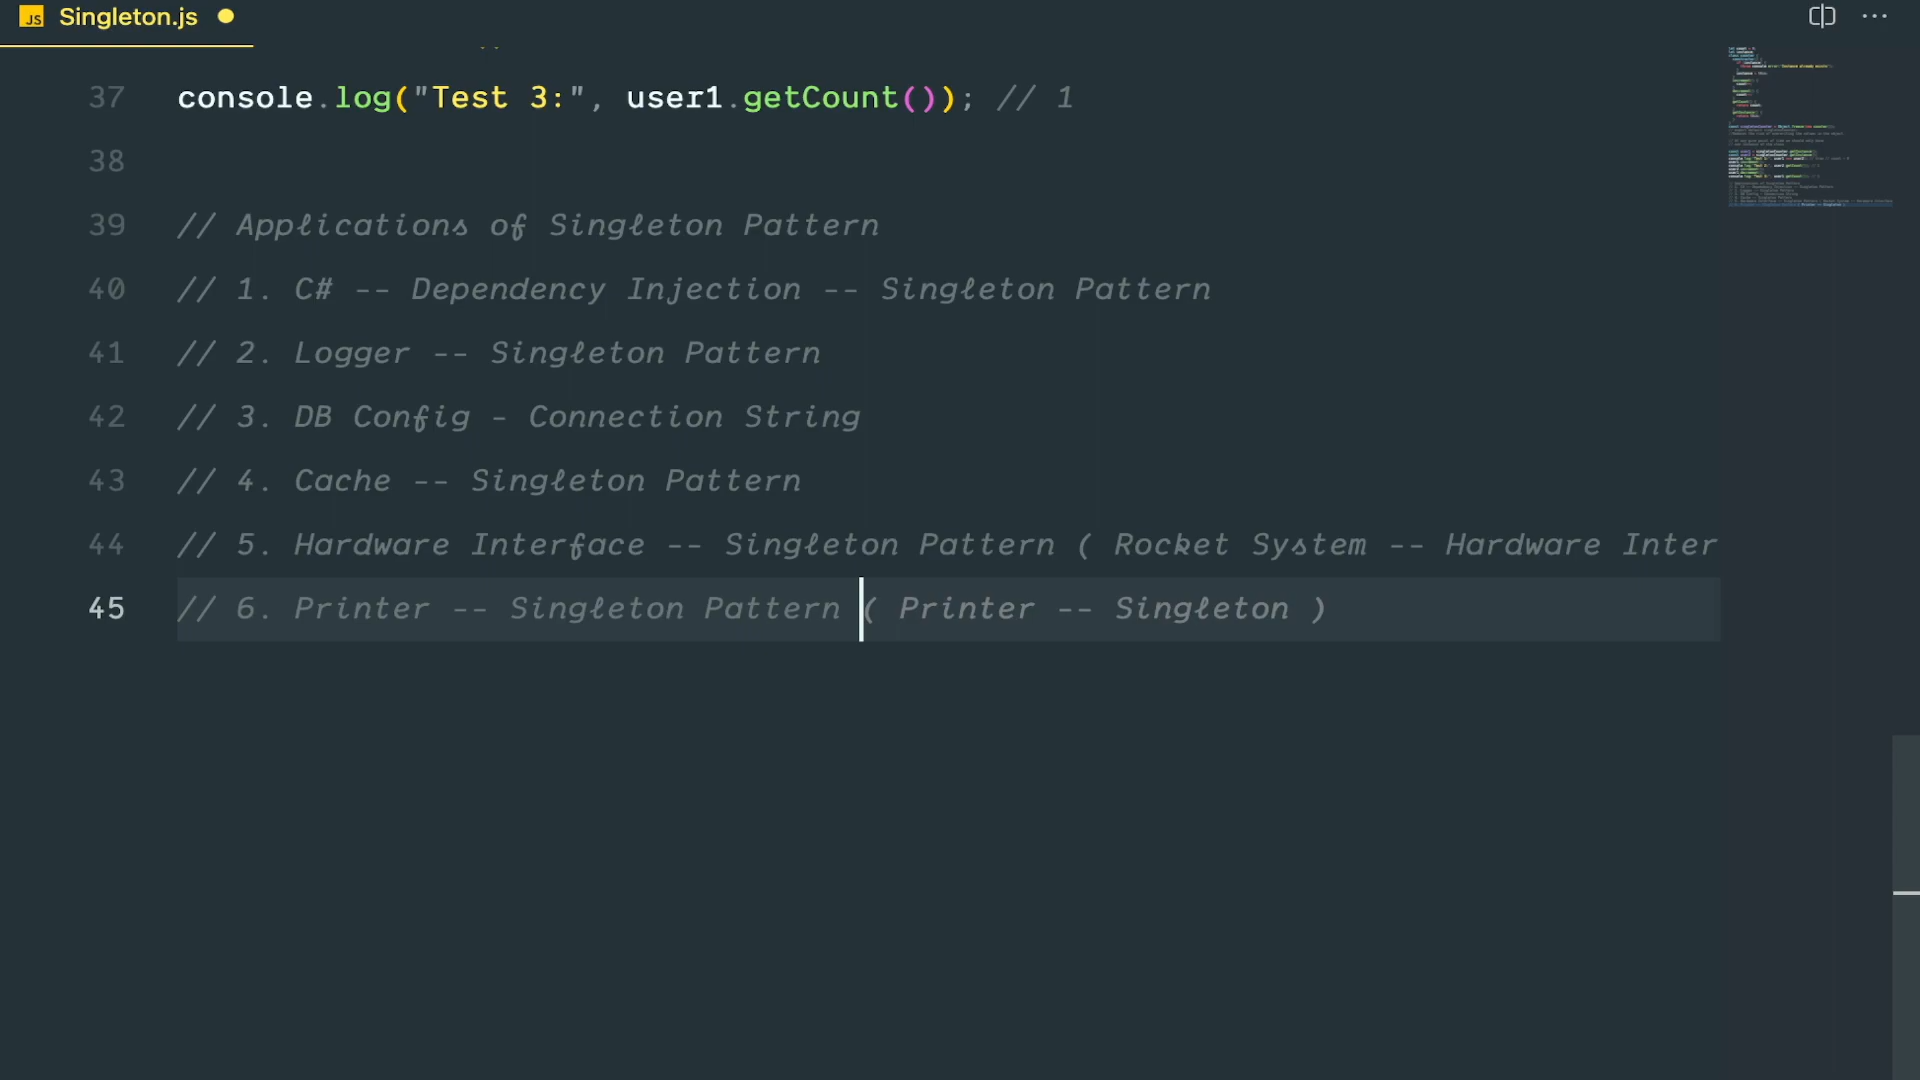 JS Singleton.js
37 console.log("Test 3:", user1.getCount()); // 1
38
39 // Applications of Singleton Pattern
40 // 1. C# -- Dependency Injection -- Singleton Pattern
41 // 2. Logger -- Singleton Pattern
42 // 3. DB Config - Connection String
43 // 4. Cache -- Singleton Pattern
44 // 5. Hardware Interface -- Singleton Pattern ( Rocket System -- Hardware Inter
45 // 6. Printer -- Singleton Pattern ( Printer -- Singleton )